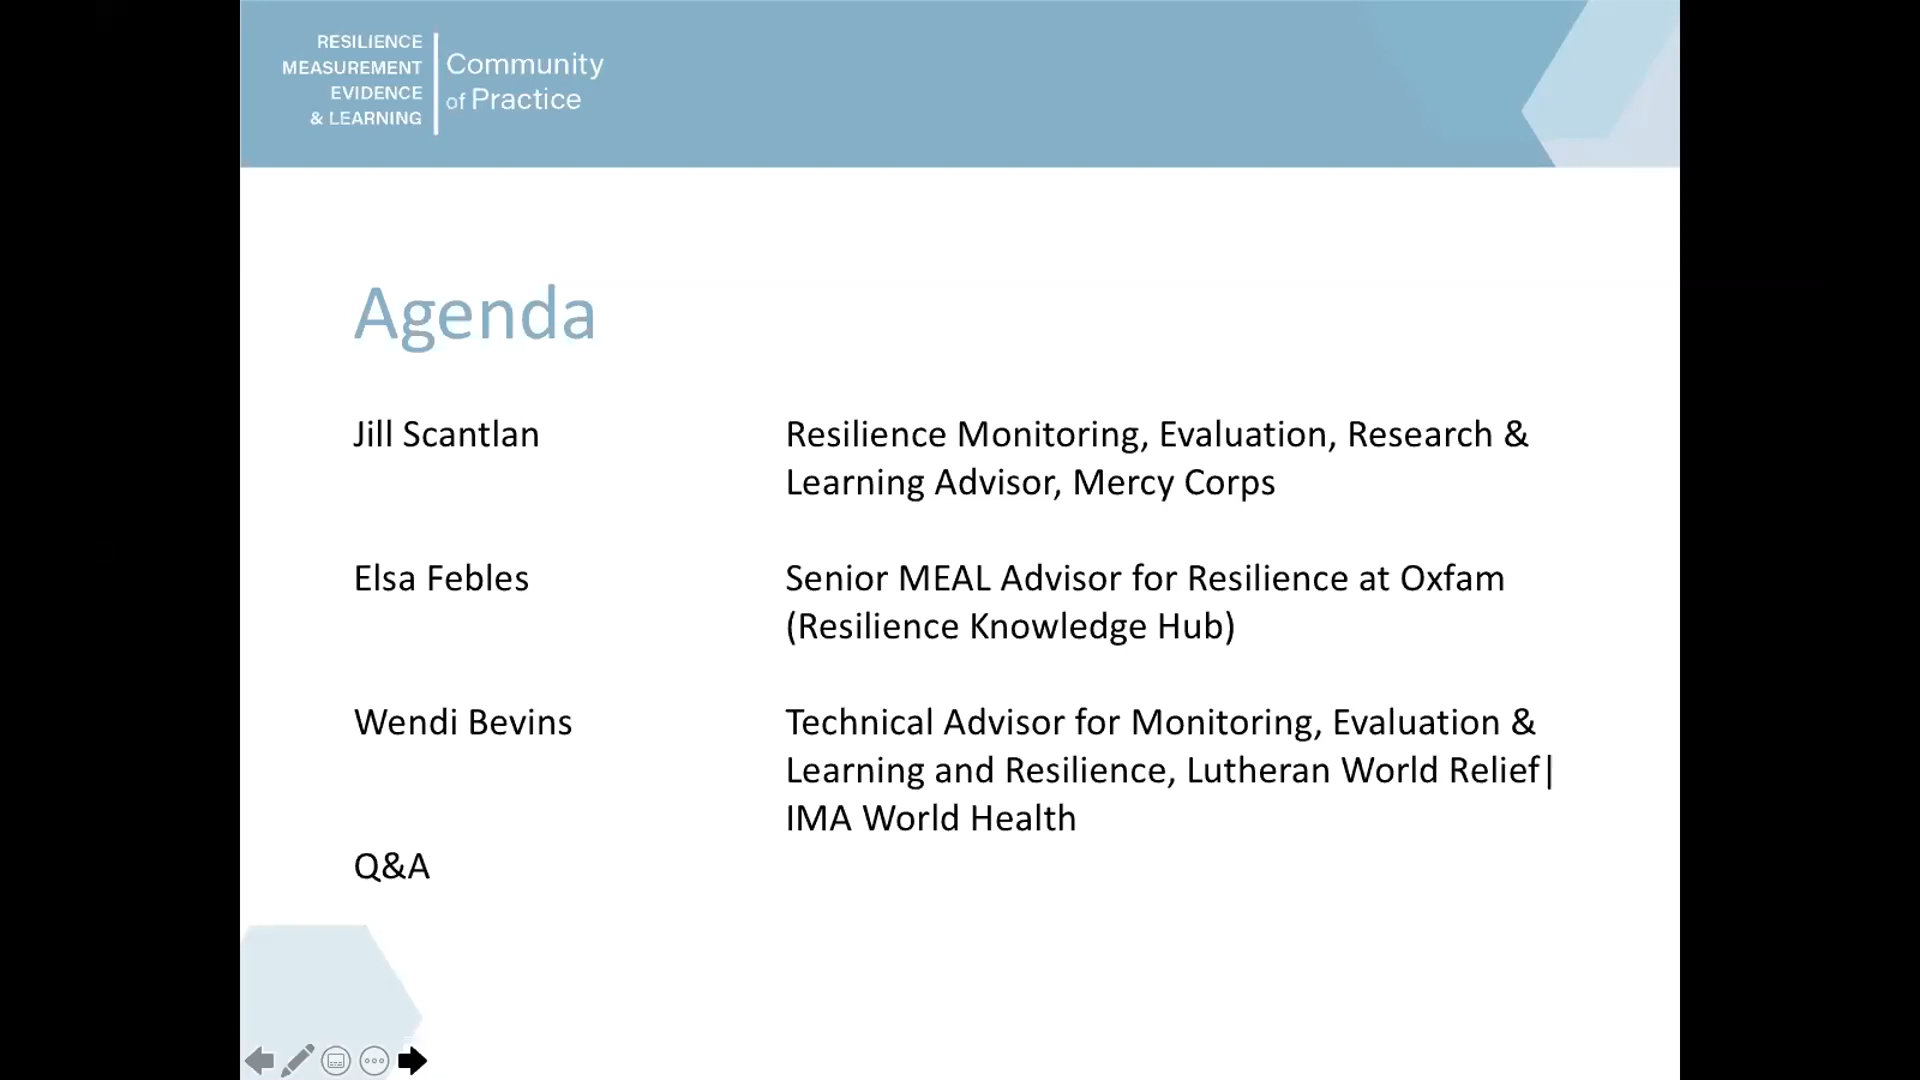 RESILIENCE
MEASUREMENT
EVIDENCE
& LEARNING
Community
of Practice
Agenda
Jill Scantlan
Resilience Monitoring, Evaluation, Research &
Learning Advisor, Mercy Corps
Elsa Febles
Senior MEAL Advisor for Resilience at Oxfam
(Resilience Knowledge Hub)
Wendi Bevins
Technical Advisor for Monitoring, Evaluation &
Learning and Resilience, Lutheran World Relief|
IMA World Health
Q&A